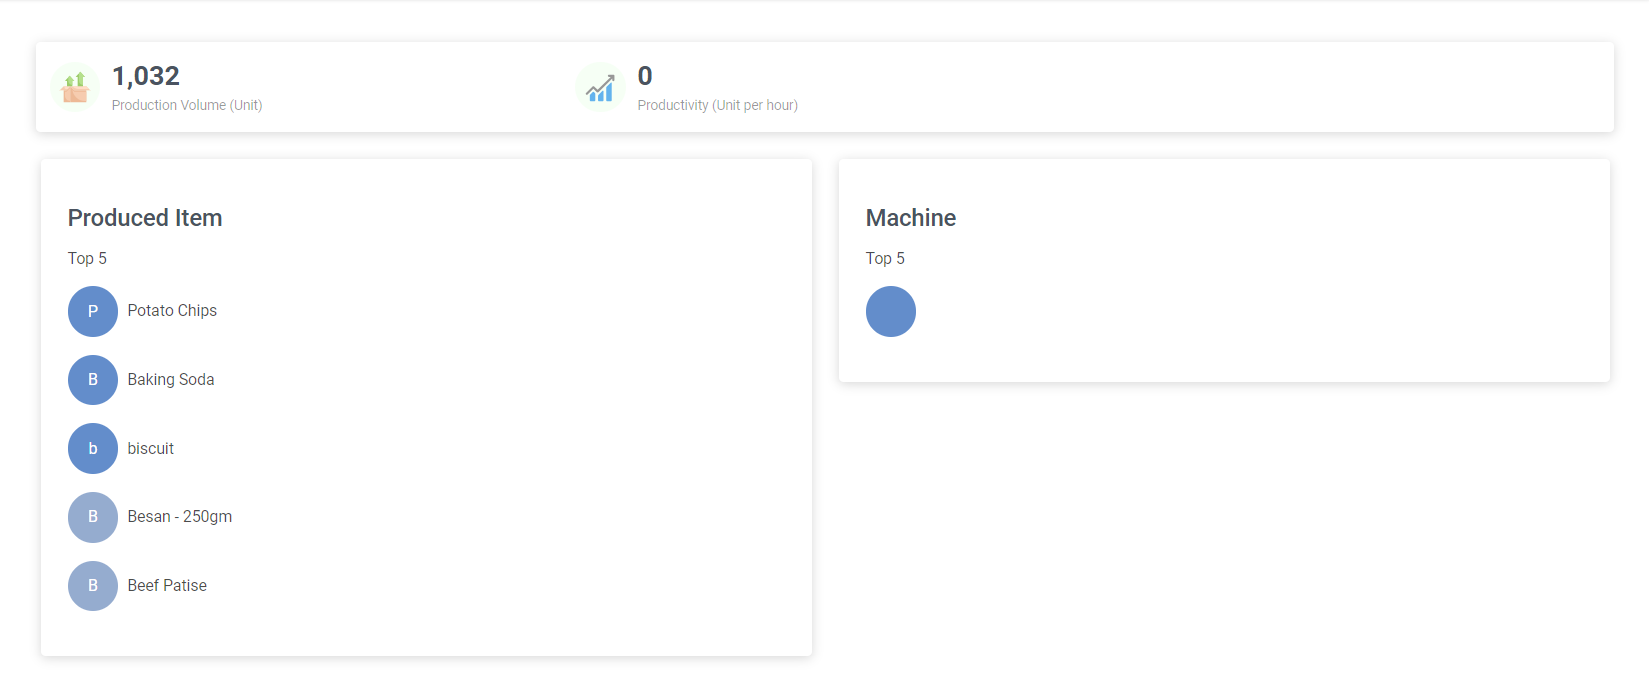 1,032
Production Volume (Unit)
0
Productivity (Unit per hour)
Produced Item
Top 5
P Potato Chips
B Baking Soda
b biscuit
B Besan - 250gm
B Beef Patise
Machine
Top 5